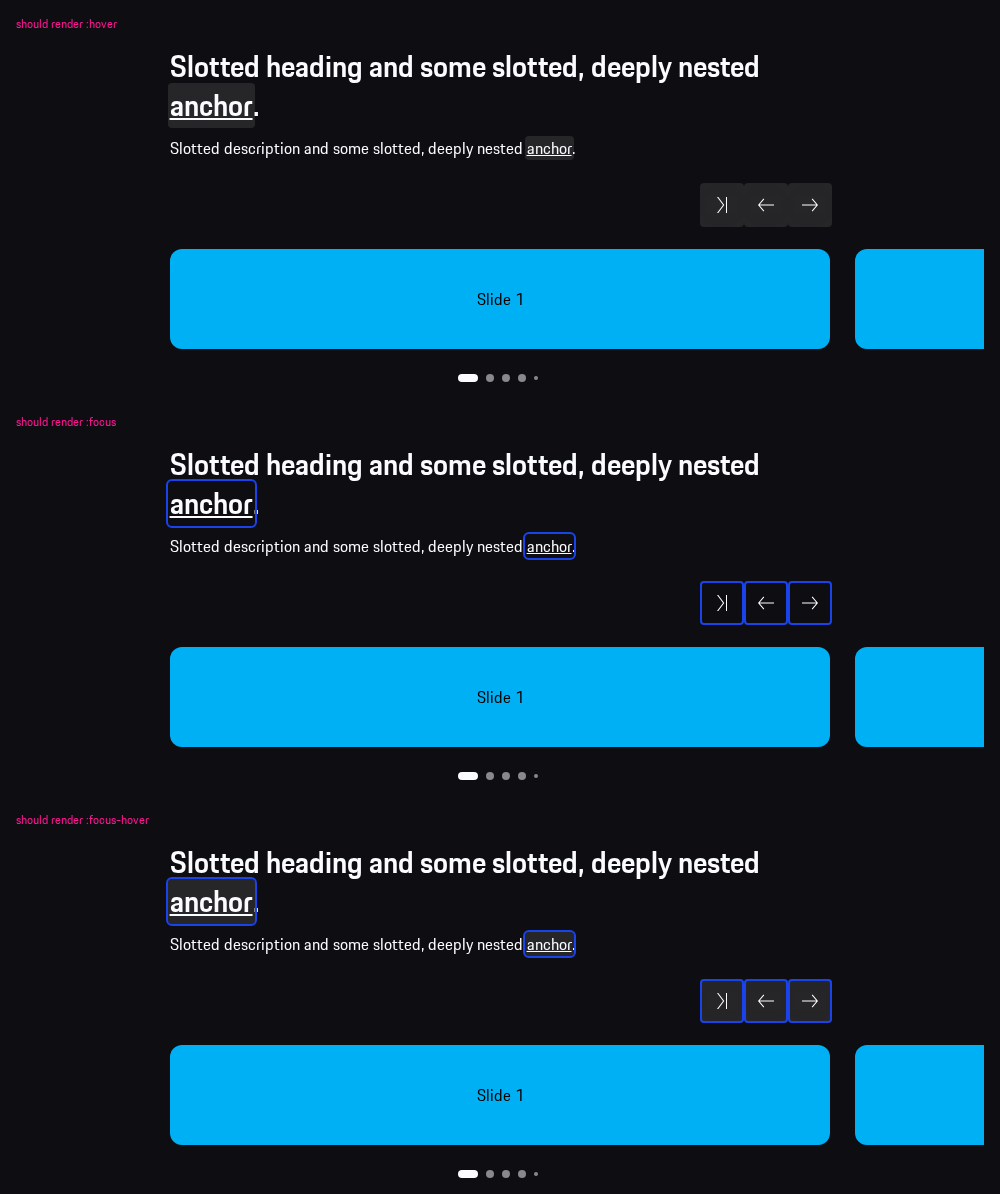 should render :hover
Slotted heading and some slotted, deeply nested
anchor.
Slotted description and some slotted, deeply nested anchor.
Slide 1
should render :focus
Slotted heading and some slotted, deeply nested
anchor.
Slotted description and some slotted, deeply nested anchor.
Slide 1
should render :focus-hover
Slotted heading and some slotted, deeply nested
anchor.
Slotted description and some slotted, deeply nested anchor.
Slide 1